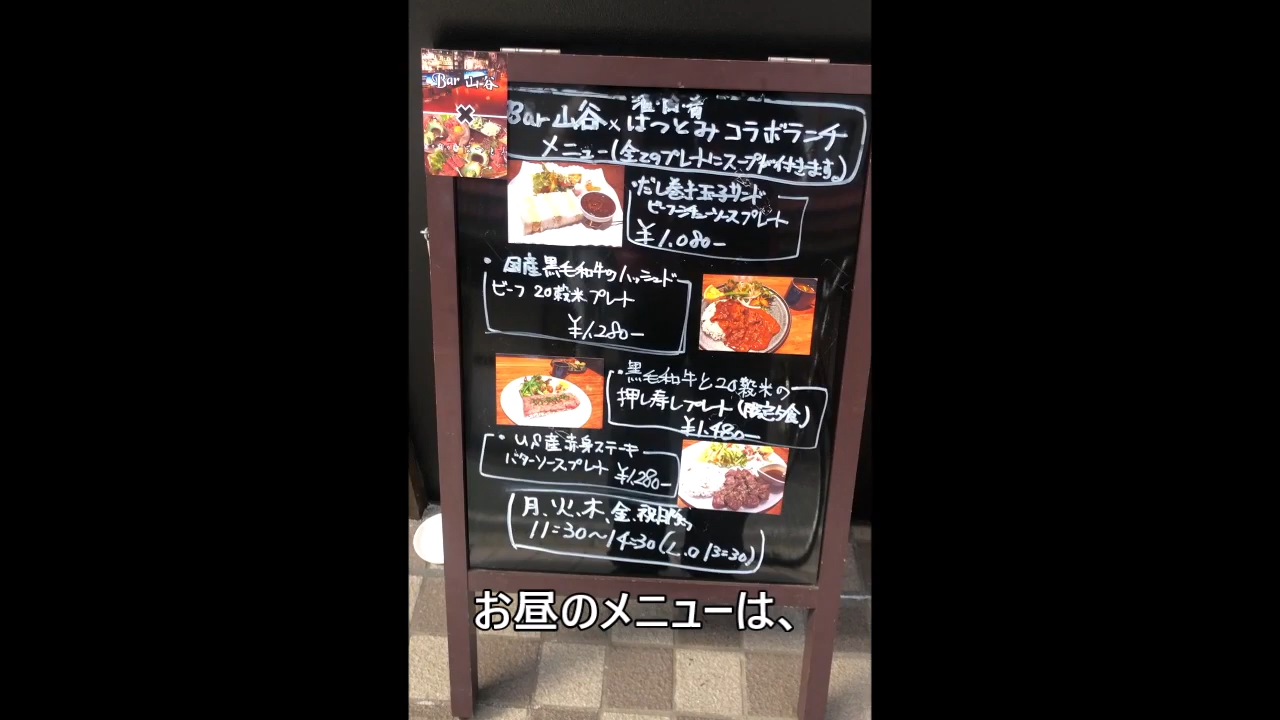 Bar 山谷
Bar 山谷×はつとみ コラボランチ
メニュー(全てのプレートにスープが付きます。)
・だし巻き玉子サンド
ビーフシチューソースプレート
¥1.080-
・国産黒毛和牛のハッシュド
ビーフ 20穀米プレート
¥1.280-
・黒毛和牛と20穀米の
押し寿しプレート(限定5食)
¥1.480-
・US産赤身ステーキ
バターソースプレート ¥1.280-
月、火、木、金、祝日除く
11=30〜14=30(L.O 13=30)
お昼のメニューは、